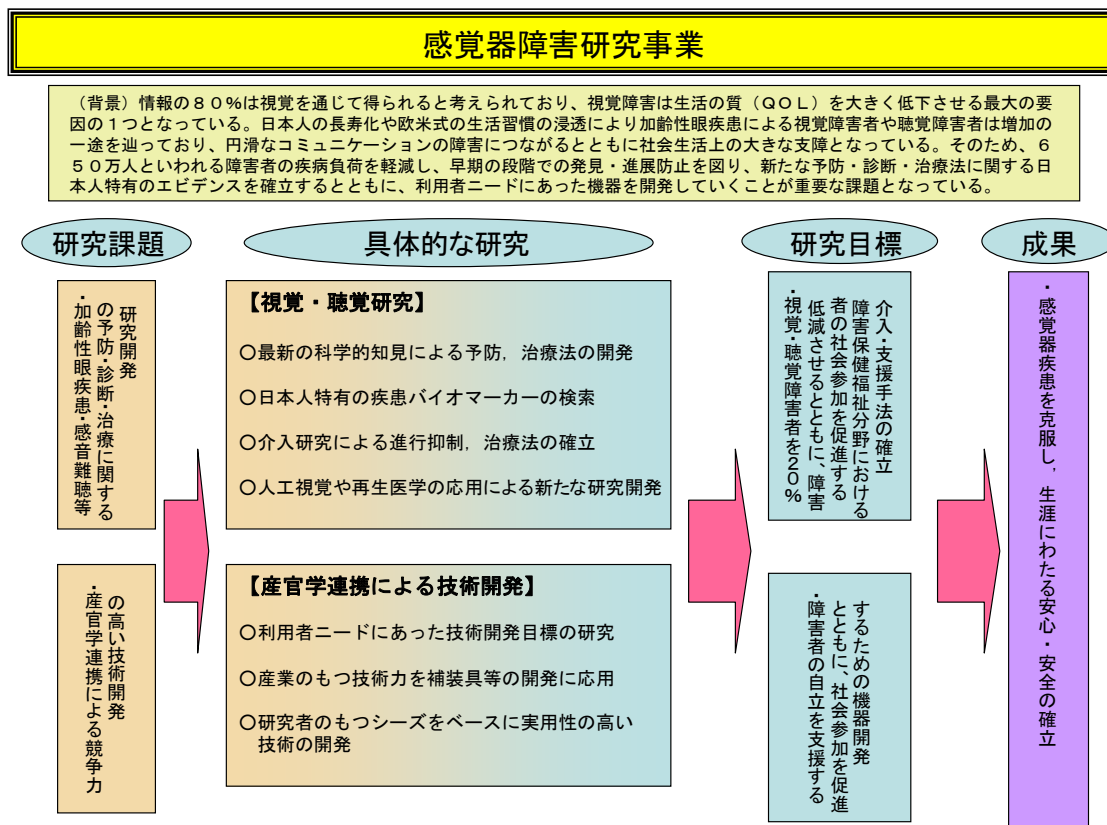 感覚器障害研究事業
（背景）情報の８０％は視覚を通じて得られると考えられており、視覚障害は生活の質（ＱＯＬ）を大きく低下させる最大の要
因の１つとなっている。日本人の長寿化や欧米式の生活習慣の浸透により加齢性眼疾患による視覚障害者や聴覚障害者は増加の
一途を辿っており、円滑なコミュニケーションの障害につながるとともに社会生活上の大きな支障となっている。そのため、６
５０万人といわれる障害者の疾病負荷を軽減し、早期の段階での発見・進展防止を図り、新たな予防・診断・治療法に関する日
本人特有のエビデンスを確立するとともに、利用者ニードにあった機器を開発していくことが重要な課題となっている。
研究課題
具体的な研究
研究目標
成果
・加齢性眼疾患・感音難聴等
の予防・診断・治療に関する
研究開発
・産官学連携による競争力
の高い技術開発
【視覚・聴覚研究】
○最新の科学的知見による予防，治療法の開発
○日本人特有の疾患バイオマーカーの検索
○介入研究による進行抑制，治療法の確立
○人工視覚や再生医学の応用による新たな研究開発
【産官学連携による技術開発】
○利用者ニードにあった技術開発目標の研究
○産業のもつ技術力を補装具等の開発に応用
○研究者のもつシーズをベースに実用性の高い
技術の開発
・視覚・聴覚障害者を２０％
低減させるとともに、障害
者の社会参加を促進する
障害保健福祉分野における
介入・支援手法の確立
・障害者の自立を支援する
とともに、社会参加を促進
するための機器開発
・感覚器疾患を克服し，生涯にわたる安心・安全の確立